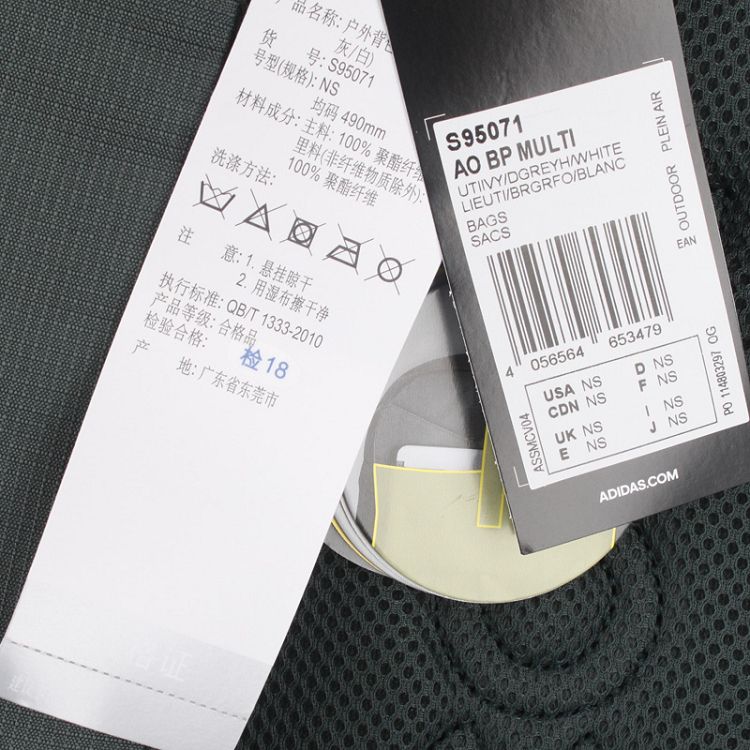 产品名称: 户外背包
灰/白)
货 号: S95071
号型(规格): NS
均码 490mm
材料成分: 主料: 100% 聚酯纤维
里料(非纤维物质除外):
100% 聚酯纤维
洗涤方法:
注 意: 1. 悬挂晾干
2. 用湿布擦干净
执行标准: QB/T 1333-2010
产品等级: 合格品
检验合格: 检18
产 地: 广东省东莞市
格证
S95071
AO BP MULTI
UTIIVY/DGREYH/WHITE
LIEUTI/BRGRFO/BLANC
BAGS
SACS
OUTDOOR PLEIN AIR
EAN
4 056564 653479
ASSMCV04
USA NS D NS
CDN NS F NS
UK NS I NS
E NS J NS
PO 114803297 OG
ADIDAS.COM